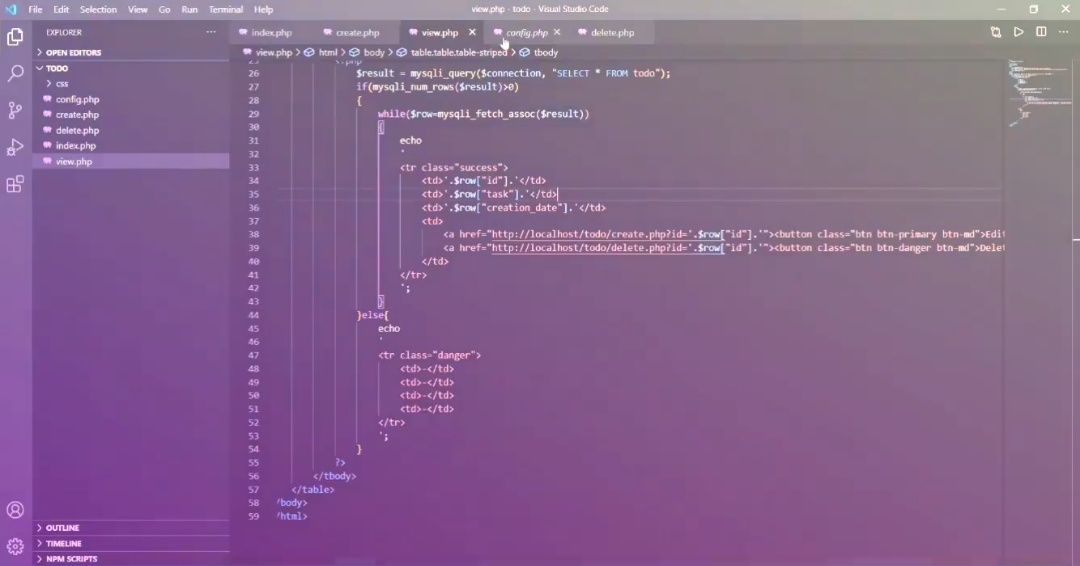 File Edit Selection View Go Run Terminal Help
view.php - todo - Visual Studio Code
EXPLORER
index.php create.php view.php config.php delete.php
OPEN EDITORS
TODO
css
config.php
create.php
delete.php
index.php
view.php
OUTLINE
TIMELINE
NPM SCRIPTS
view.php > html > body > table.table.table-striped > tbody
25 <?php
26 $result = mysqli_query($connection, "SELECT * FROM todo");
27 if(mysqli_num_rows($result)>0)
28 {
29 while($row=mysqli_fetch_assoc($result))
30 {
31 echo
32 '
33 <tr class="success">
34 <td>'.$row["id"].'</td>
35 <td>'.$row["task"].'</td>
36 <td>'.$row["creation_date"].'</td>
37 <td>
38 <a href="http://localhost/todo/create.php?id='.$row["id"].'"><button class="btn btn-primary btn-md">Edit
39 <a href="http://localhost/todo/delete.php?id='.$row["id"].'"><button class="btn btn-danger btn-md">Delet
40 </td>
41 </tr>
42 ';
43 }
44 }else{
45 echo
46 '
47 <tr class="danger">
48 <td>-</td>
49 <td>-</td>
50 <td>-</td>
51 <td>-</td>
52 </tr>
53 ';
54 }
55 ?>
56 </tbody>
57 </table>
58 /body>
59 /html>